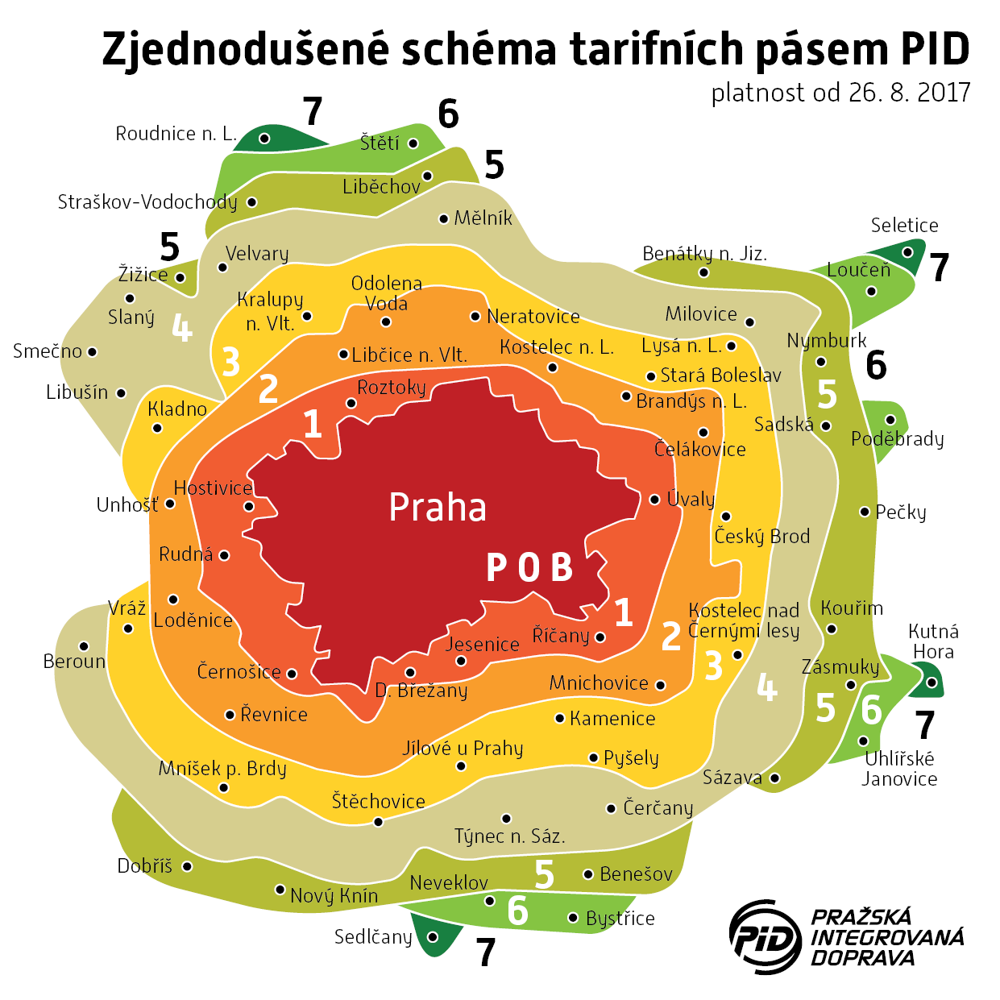 Zjednodušené schéma tarifních pásem PID
platnost od 26. 8. 2017
7
6
Roudnice n. L.
Štětí
5
Liběchov
Straškov-Vodochody
Mělník
Seletice
5
Velvary
Benátky n. Jiz.
7
Žižice
Loučeň
Odolena
Voda
Slaný
Kralupy
n. Vlt.
Neratovice
Milovice
4
Smečno
3
Libčice n. Vlt.
Kostelec n. L.
Lysá n. L.
Nymburk
6
Libušín
2
Roztoky
Stará Boleslav
5
Kladno
1
Brandýs n. L.
Sadská
Poděbrady
Čelákovice
Hostivice
Unhošť
Praha
Úvaly
Pečky
Český Brod
Rudná
P O B
Vráž
Loděnice
1
Kostelec nad
Černými lesy
Kouřim
Říčany
2
Kutná
Hora
Beroun
Jesenice
3
Zásmuky
Černošice
D. Břežany
Mnichovice
4
5
6
7
Řevnice
Kamenice
Jílové u Prahy
Pyšely
Uhlířské
Janovice
Mníšek p. Brdy
Sázava
Štěchovice
Čerčany
Týnec n. Sáz.
Dobříš
5
Benešov
Neveklov
Nový Knín
6
Bystřice
Sedlčany
7
PID
PRAŽSKÁ
INTEGROVANÁ
DOPRAVA